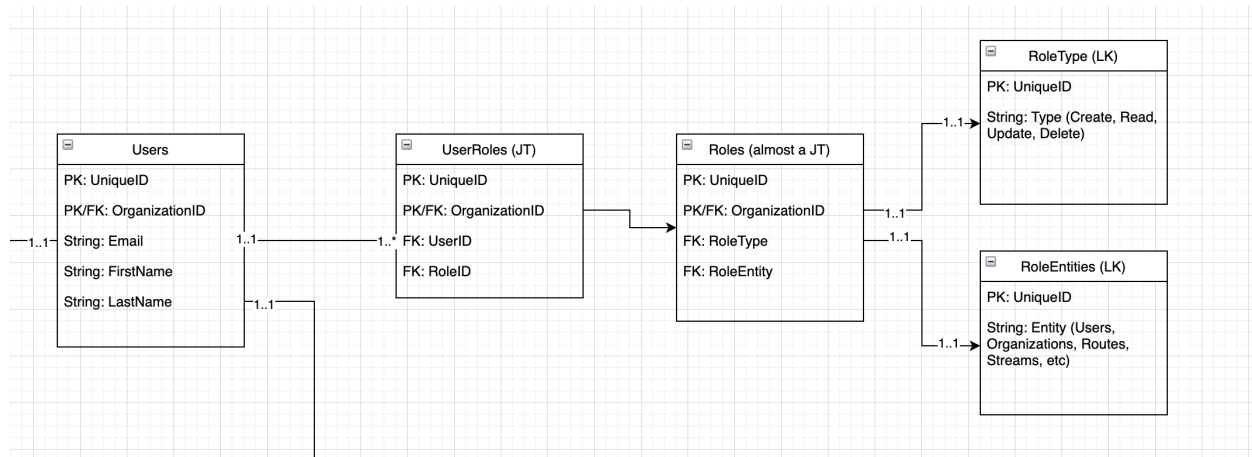 RoleType (LK)
PK: UniqueID
String: Type (Create, Read,
Update, Delete)
Users
PK: UniqueID
PK/FK: OrganizationID
String: Email
String: FirstName
String: LastName
1..1
1..1
1..1
1..*
UserRoles (JT)
PK: UniqueID
PK/FK: OrganizationID
FK: UserID
FK: RoleID
Roles (almost a JT)
PK: UniqueID
PK/FK: OrganizationID
FK: RoleType
FK: RoleEntity
1..1
1..1
1..1
1..1
RoleEntities (LK)
PK: UniqueID
String: Entity (Users,
Organizations, Routes,
Streams, etc)